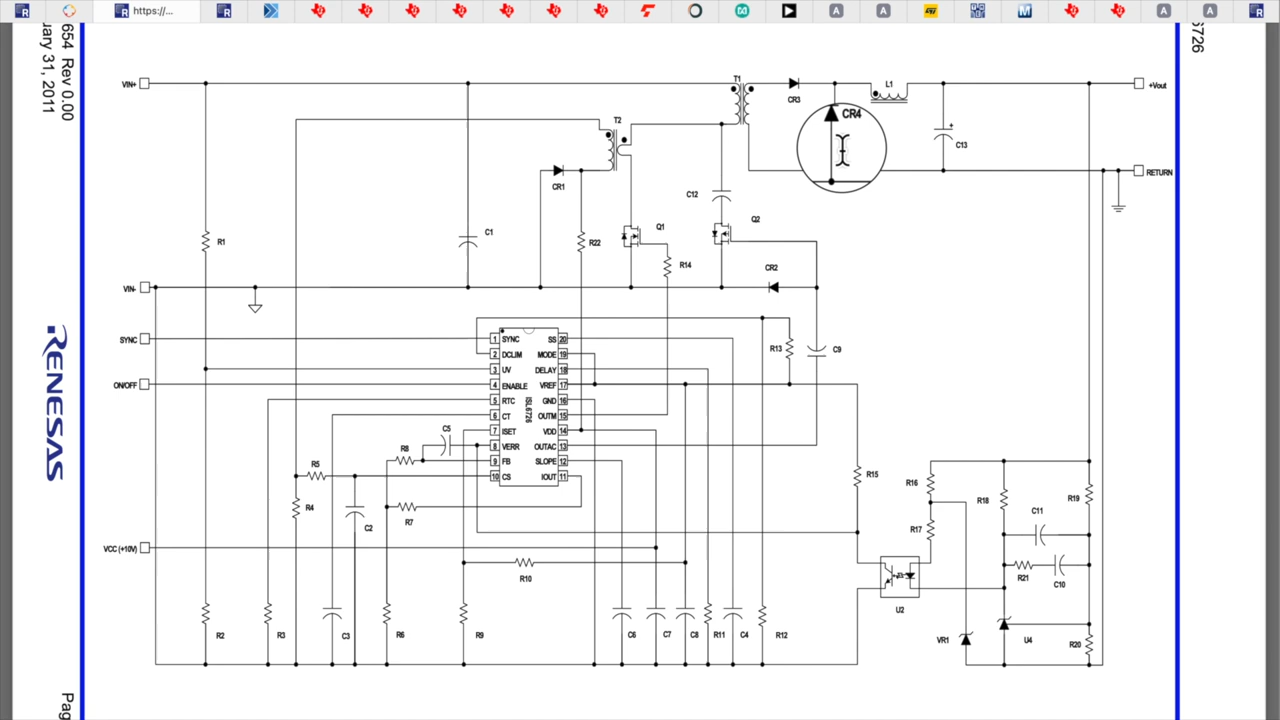 https://...
654 Rev 0.00
uary 31, 2011
6726
VIN+
T1
CR3
L1
+Vout
CR4
T2
C13
CR1
C12
RETURN
Q1
Q2
R1
C1
R22
R14
CR2
VIN-
SYNC
ON/OFF
VCC (+10V)
RENESAS
Pag
1 SYNC SS 20
2 DCLIM MODE 19
3 UV DELAY 18
4 ENABLE VREF 17
5 RTC GND 16
6 CT OUTM 15
7 ISET VDD 14
8 VERR OUTAC 13
9 FB SLOPE 12
10 CS IOUT 11
ISL6726
R13
C9
C5
R8
R5
R4
C2
R7
R10
R15
R16
R17
R18
R19
C11
R21
C10
U2
VR1
U4
R20
R2
R3
C3
R6
R9
C6
C7
C8
R11
C4
R12